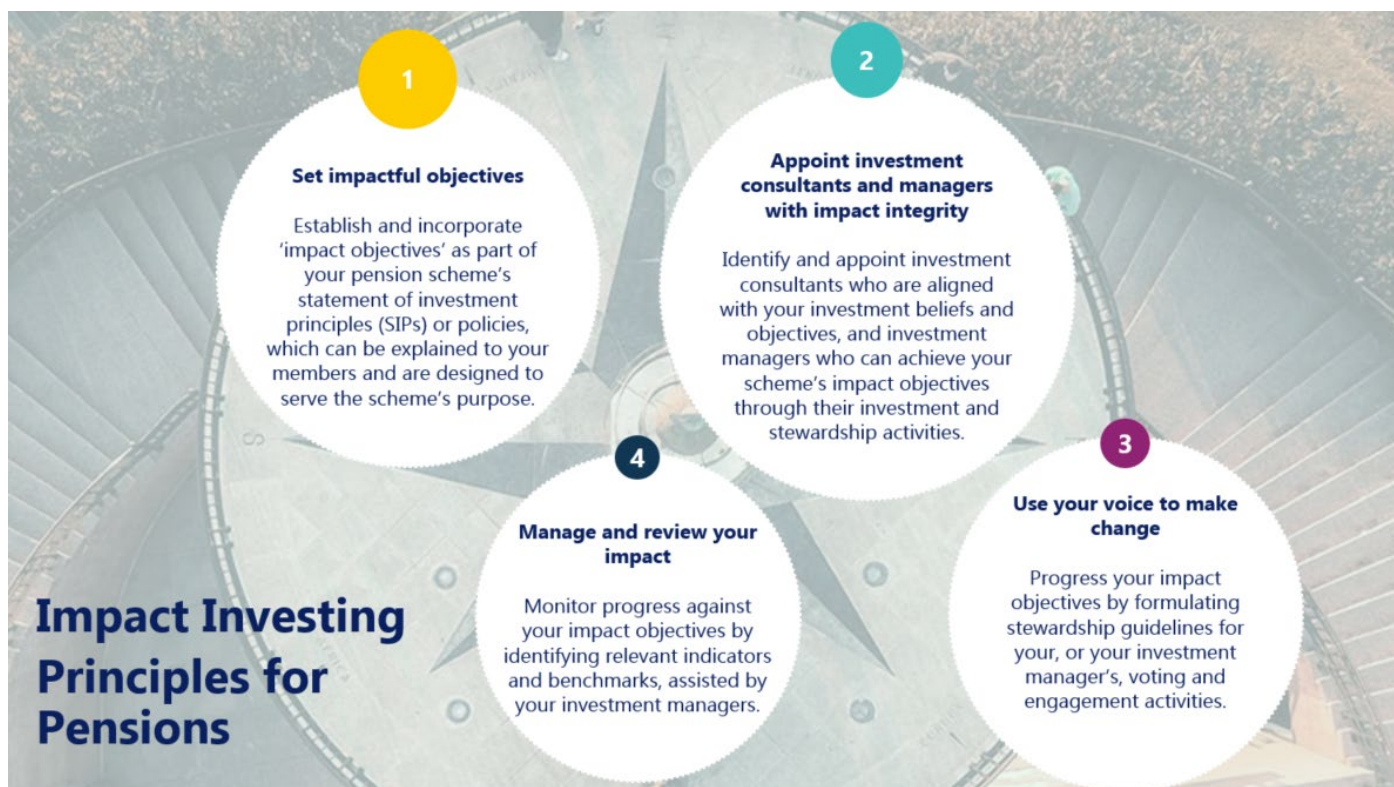 1
Set impactful objectives
Establish and incorporate
‘impact objectives’ as part of
your pension scheme’s
statement of investment
principles (SIPs) or policies,
which can be explained to your
members and are designed to
serve the scheme’s purpose.
2
Appoint investment
consultants and managers
with impact integrity
Identify and appoint investment
consultants who are aligned
with your investment beliefs and
objectives, and investment
managers who can achieve your
scheme’s impact objectives
through their investment and
stewardship activities.
3
Use your voice to make
change
Progress your impact
objectives by formulating
stewardship guidelines for
your, or your investment
manager’s, voting and
engagement activities.
4
Manage and review your
impact
Monitor progress against
your impact objectives by
identifying relevant indicators
and benchmarks, assisted by
your investment managers.
Impact Investing
Principles for
Pensions